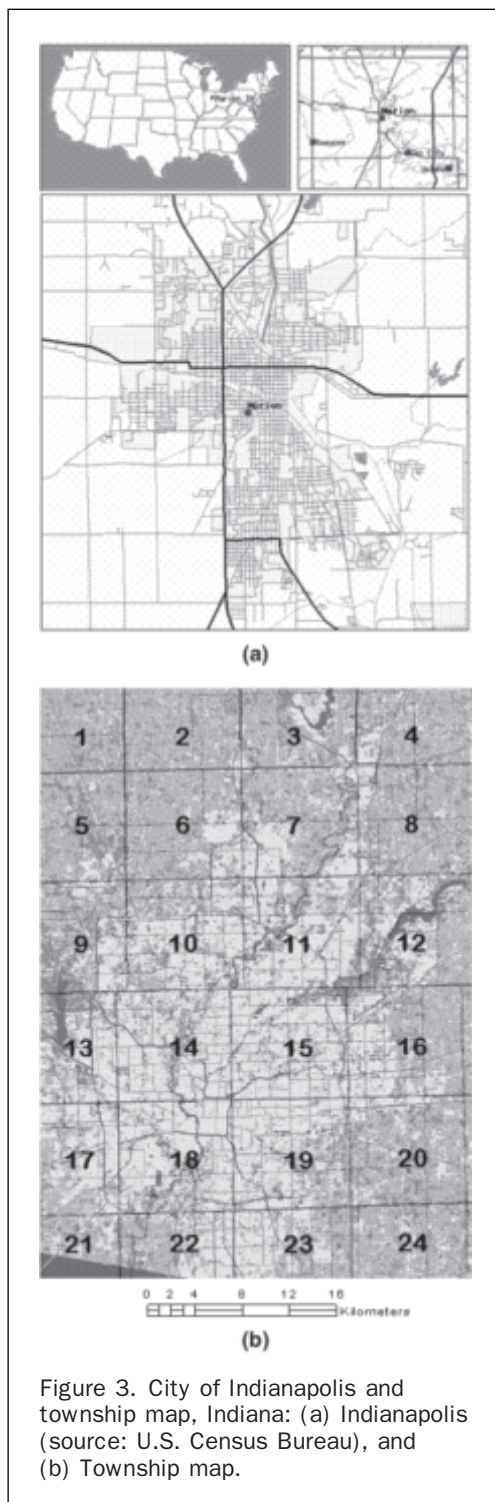 Marion
Marion
(a)
1 2 3 4
5 6 7 8
9 10 11 12
13 14 15 16
17 18 19 20
21 22 23 24
0 2 4 8 12 16
Kilometers
(b)
Figure 3. City of Indianapolis and
township map, Indiana: (a) Indianapolis
(source: U.S. Census Bureau), and
(b) Township map.